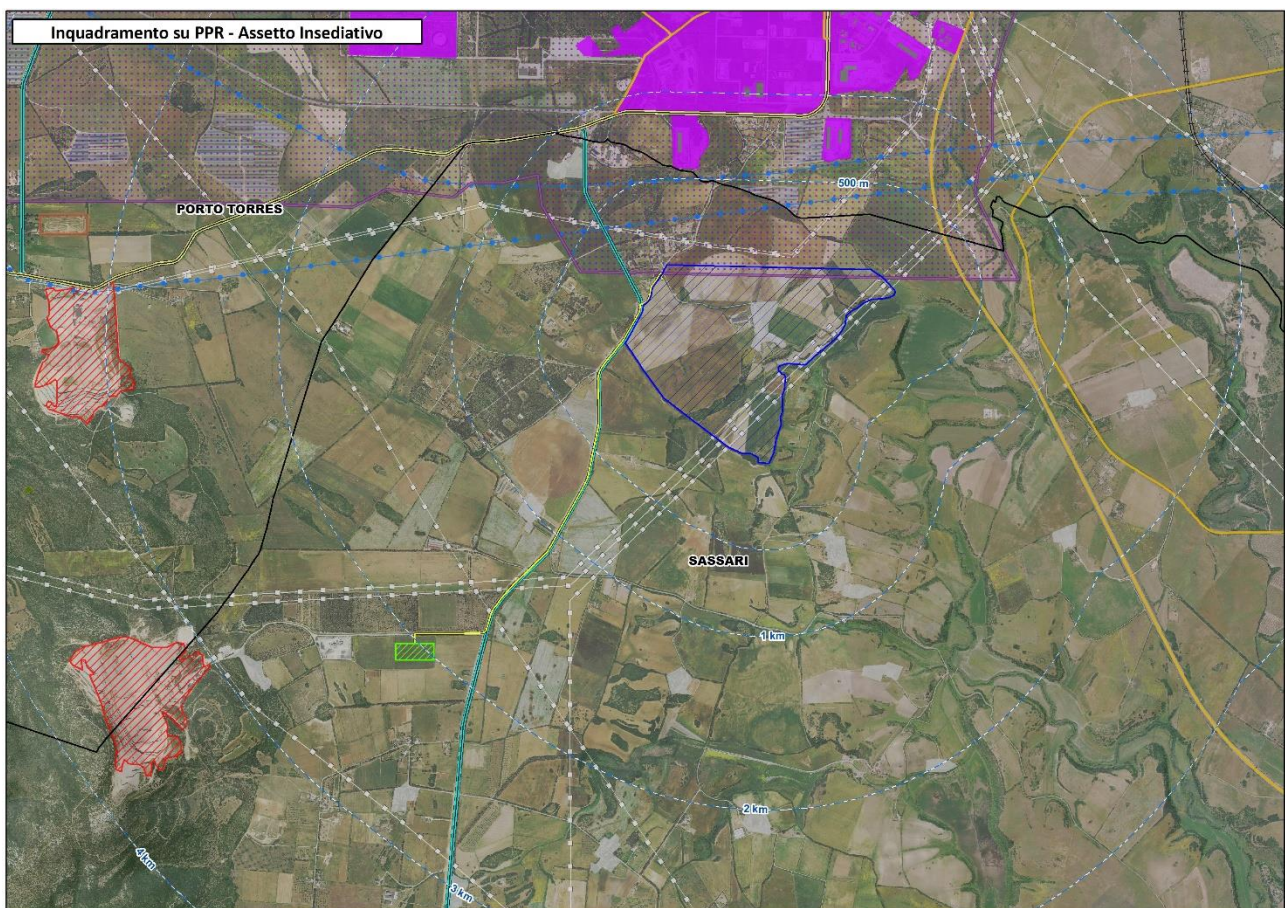 Inquadramento su PPR - Assetto Insediativo
500 m
PORTO TORRES
SASSARI
1 km
2 km
4 km
3 km